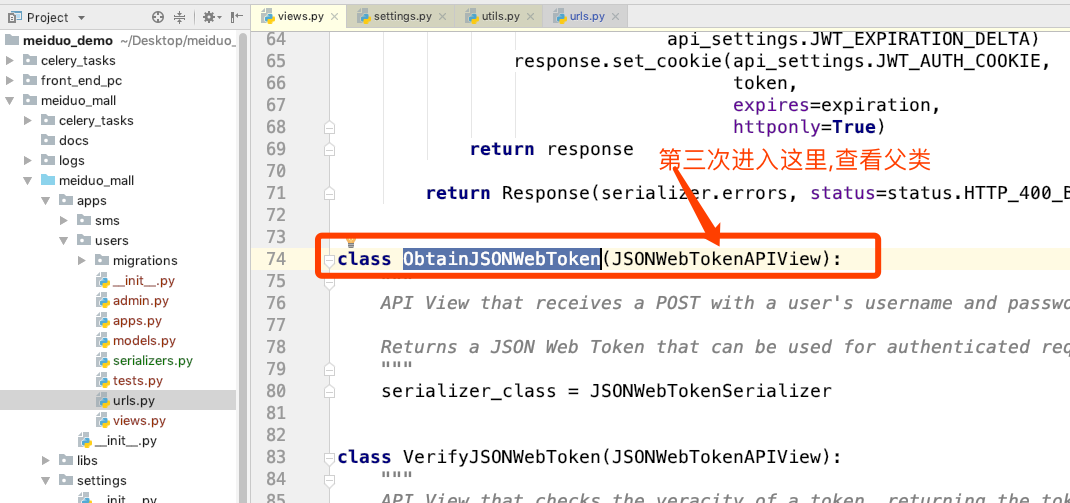 Project
views.py
settings.py
utils.py
urls.py
meiduo_demo ~/Desktop/meiduo_
celery_tasks
front_end_pc
meiduo_mall
celery_tasks
docs
logs
meiduo_mall
apps
sms
users
migrations
__init__.py
admin.py
apps.py
models.py
serializers.py
tests.py
urls.py
views.py
__init__.py
libs
settings
__init__.py
64 api_settings.JWT_EXPIRATION_DELTA)
65 response.set_cookie(api_settings.JWT_AUTH_COOKIE,
66 token,
67 expires=expiration,
68 httponly=True)
69 return response
第三次进入这里,查看父类
70
71 return Response(serializer.errors, status=status.HTTP_400_B
72
73
74 class ObtainJSONWebToken(JSONWebTokenAPIView):
75 """
76 API View that receives a POST with a user's username and passwo
77
78 Returns a JSON Web Token that can be used for authenticated req
79 """
80 serializer_class = JSONWebTokenSerializer
81
82
83 class VerifyJSONWebToken(JSONWebTokenAPIView):
84 """
85 API View that checks the veracity of a token, returning the tok